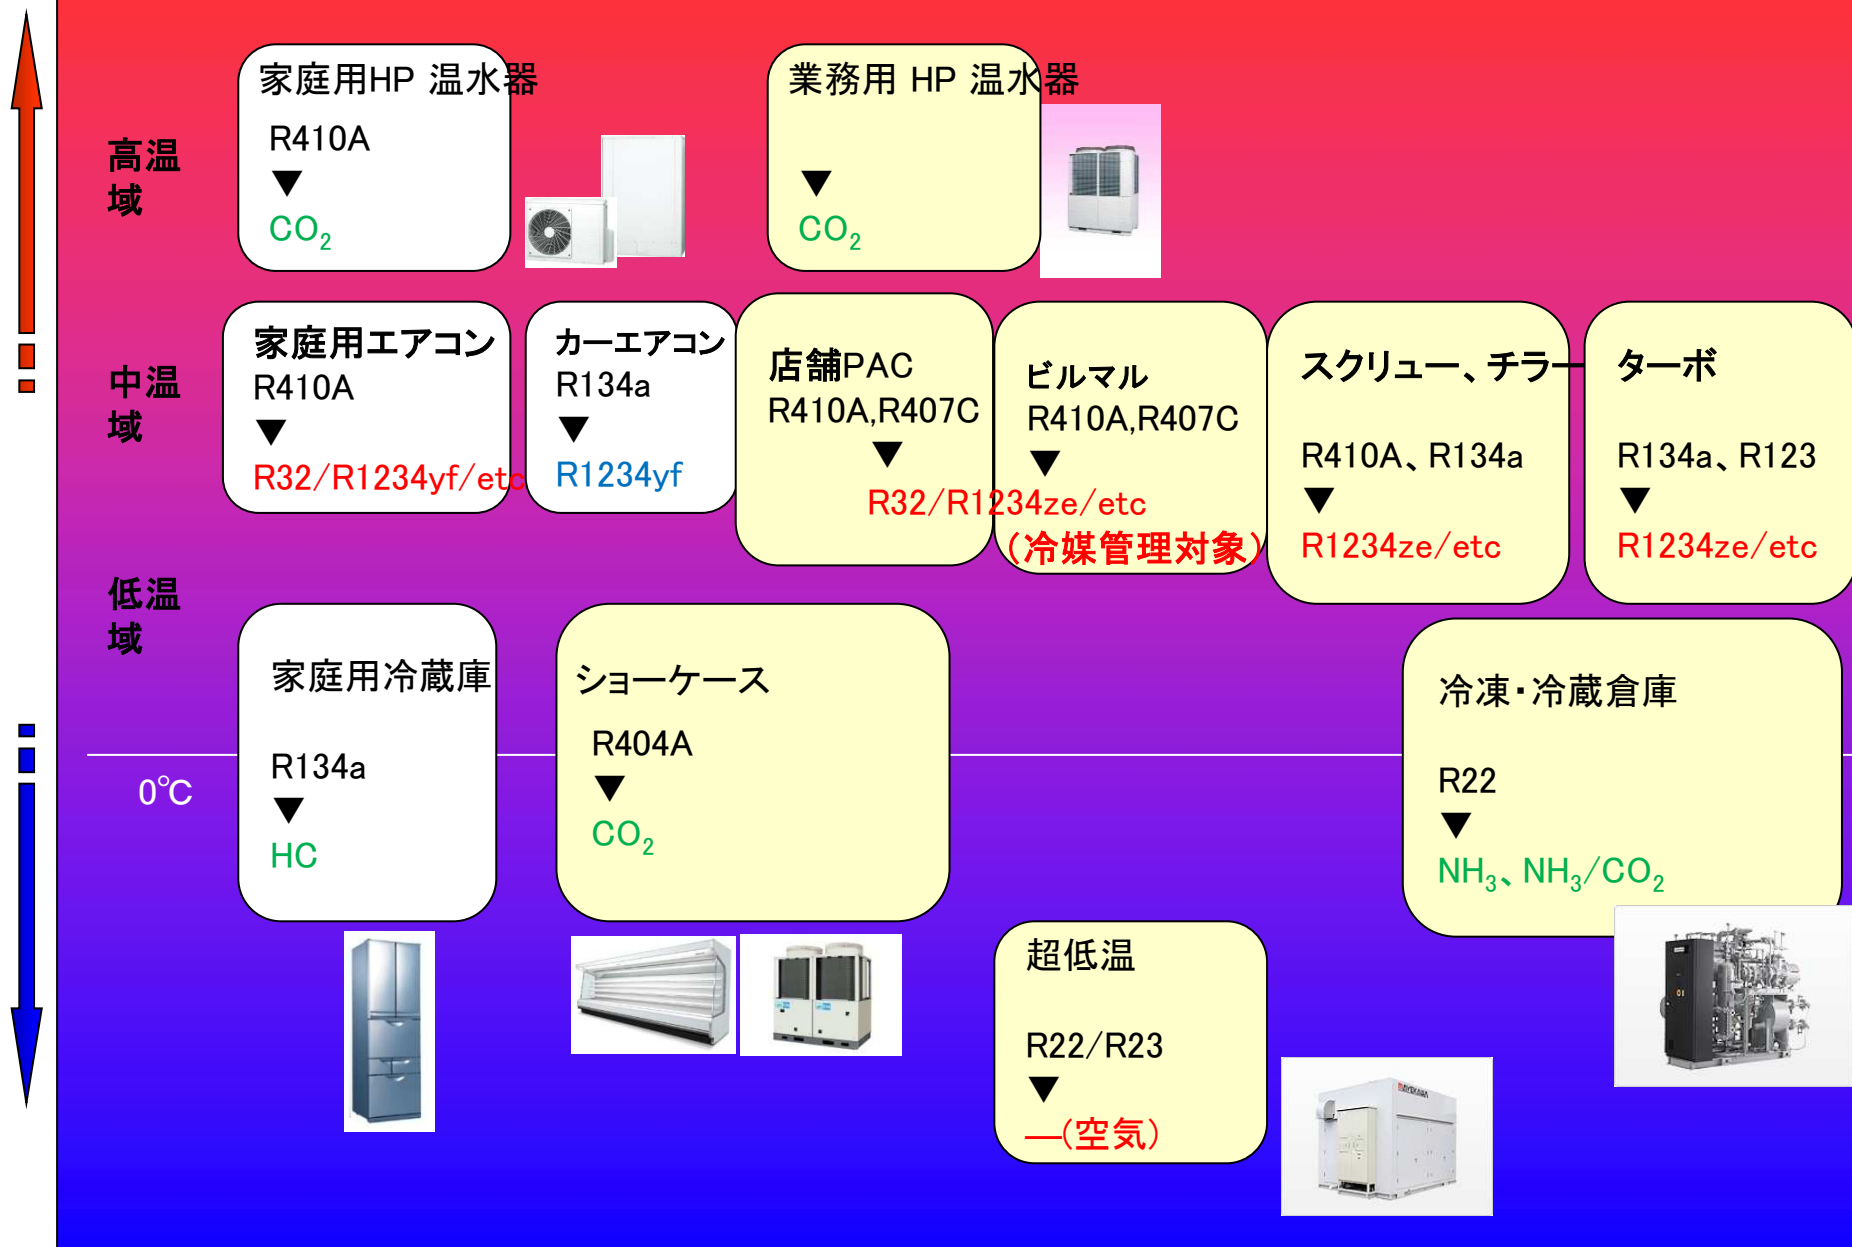 高温
域
家庭用HP 温水器
R410A
▼
CO₂
業務用 HP 温水器
▼
CO₂
中温
域
家庭用エアコン
R410A
▼
R32/R1234yf/etc
カーエアコン
R134a
▼
R1234yf
店舗PAC
R410A,R407C
▼
ビルマル
R410A,R407C
▼
R32/R1234ze/etc
(冷媒管理対象)
スクリュー、チラー
R410A、R134a
▼
R1234ze/etc
ターボ
R134a、R123
▼
R1234ze/etc
低温
域
0℃
家庭用冷蔵庫
R134a
▼
HC
ショーケース
R404A
▼
CO₂
冷凍・冷蔵倉庫
R22
▼
NH₃、NH₃/CO₂
超低温
R22/R23
▼
―(空気)
MAYEKAWA